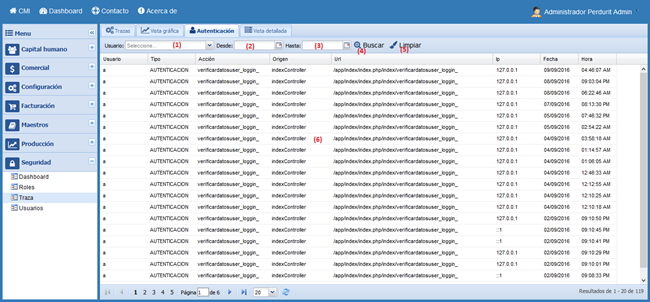 CMI Dashboard Contacto Acerca de Administrador Perdurit Admin
Menu
Capital humano
Comercial
Configuración
Facturación
Maestros
Producción
Seguridad
Dashboard
Roles
Traza
Usuarios
Trazas Vista gráfica Autenticación Vista detallada
Usuario: Seleccione... (1) Desde: (2) Hasta: (3) Buscar (4) Limpiar (5)
Usuario Tipo Acción Origen Url Ip Fecha Hora
a AUTENTICACION verificardatosuser_loggin_ indexController /app/index/index.php/index/verificardatosuser_loggin_ 127.0.0.1 08/09/2016 04:46:07 AM
a AUTENTICACION verificardatosuser_loggin_ indexController /app/index/index.php/index/verificardatosuser_loggin_ 127.0.0.1 08/09/2016 09:03:04 PM
a AUTENTICACION verificardatosuser_loggin_ indexController /app/index/index.php/index/verificardatosuser_loggin_ 127.0.0.1 08/09/2016 06:22:46 AM
a AUTENTICACION verificardatosuser_loggin_ indexController /app/index/index.php/index/verificardatosuser_loggin_ 127.0.0.1 07/09/2016 08:13:30 PM
a AUTENTICACION verificardatosuser_loggin_ indexController /app/index/index.php/index/verificardatosuser_loggin_ 127.0.0.1 05/09/2016 07:46:32 PM
a AUTENTICACION verificardatosuser_loggin_ indexController /app/index/index.php/index/verificardatosuser_loggin_ 127.0.0.1 05/09/2016 02:54:22 AM
a AUTENTICACION verificardatosuser_loggin_ indexController (6) /app/index/index.php/index/verificardatosuser_loggin_ 127.0.0.1 04/09/2016 03:58:18 AM
a AUTENTICACION verificardatosuser_loggin_ indexController /app/index/index.php/index/verificardatosuser_loggin_ 127.0.0.1 04/09/2016 01:14:57 AM
a AUTENTICACION verificardatosuser_loggin_ indexController /app/index/index.php/index/verificardatosuser_loggin_ 127.0.0.1 04/09/2016 01:06:05 AM
a AUTENTICACION verificardatosuser_loggin_ indexController /app/index/index.php/index/verificardatosuser_loggin_ 127.0.0.1 04/09/2016 12:46:33 AM
a AUTENTICACION verificardatosuser_loggin_ indexController /app/index/index.php/index/verificardatosuser_loggin_ 127.0.0.1 04/09/2016 12:12:55 AM
a AUTENTICACION verificardatosuser_loggin_ indexController /app/index/index.php/index/verificardatosuser_loggin_ 127.0.0.1 04/09/2016 12:10:25 AM
a AUTENTICACION verificardatosuser_loggin_ indexController /app/index/index.php/index/verificardatosuser_loggin_ 127.0.0.1 04/09/2016 12:10:18 AM
a AUTENTICACION verificardatosuser_loggin_ indexController /app/index/index.php/index/verificardatosuser_loggin_ 127.0.0.1 02/09/2016 09:10:50 PM
a AUTENTICACION verificardatosuser_loggin_ indexController /app/index/index.php/index/verificardatosuser_loggin_ ::1 02/09/2016 09:10:45 PM
a AUTENTICACION verificardatosuser_loggin_ indexController /app/index/index.php/index/verificardatosuser_loggin_ ::1 02/09/2016 09:10:41 PM
a AUTENTICACION verificardatosuser_loggin_ indexController /app/index/index.php/index/verificardatosuser_loggin_ 127.0.0.1 02/09/2016 09:10:29 PM
a AUTENTICACION verificardatosuser_loggin_ indexController /app/index/index.php/index/verificardatosuser_loggin_ 127.0.0.1 02/09/2016 09:10:01 PM
a AUTENTICACION verificardatosuser_loggin_ indexController /app/index/index.php/index/verificardatosuser_loggin_ ::1 02/09/2016 09:08:33 PM
1 2 3 4 5 Página 1 de 6 20 Resultados de 1 - 20 de 119